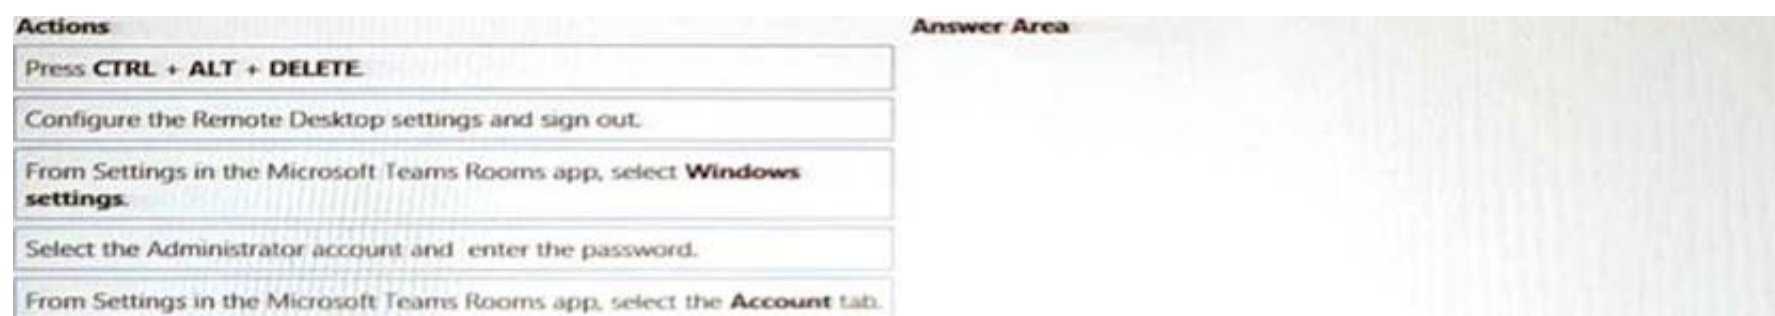 Actions
Answer Area
Press CTRL + ALT + DELETE.
Configure the Remote Desktop settings and sign out.
From Settings in the Microsoft Teams Rooms app, select Windows
settings.
Select the Administrator account and enter the password.
From Settings in the Microsoft Teams Rooms app, select the Account tab.